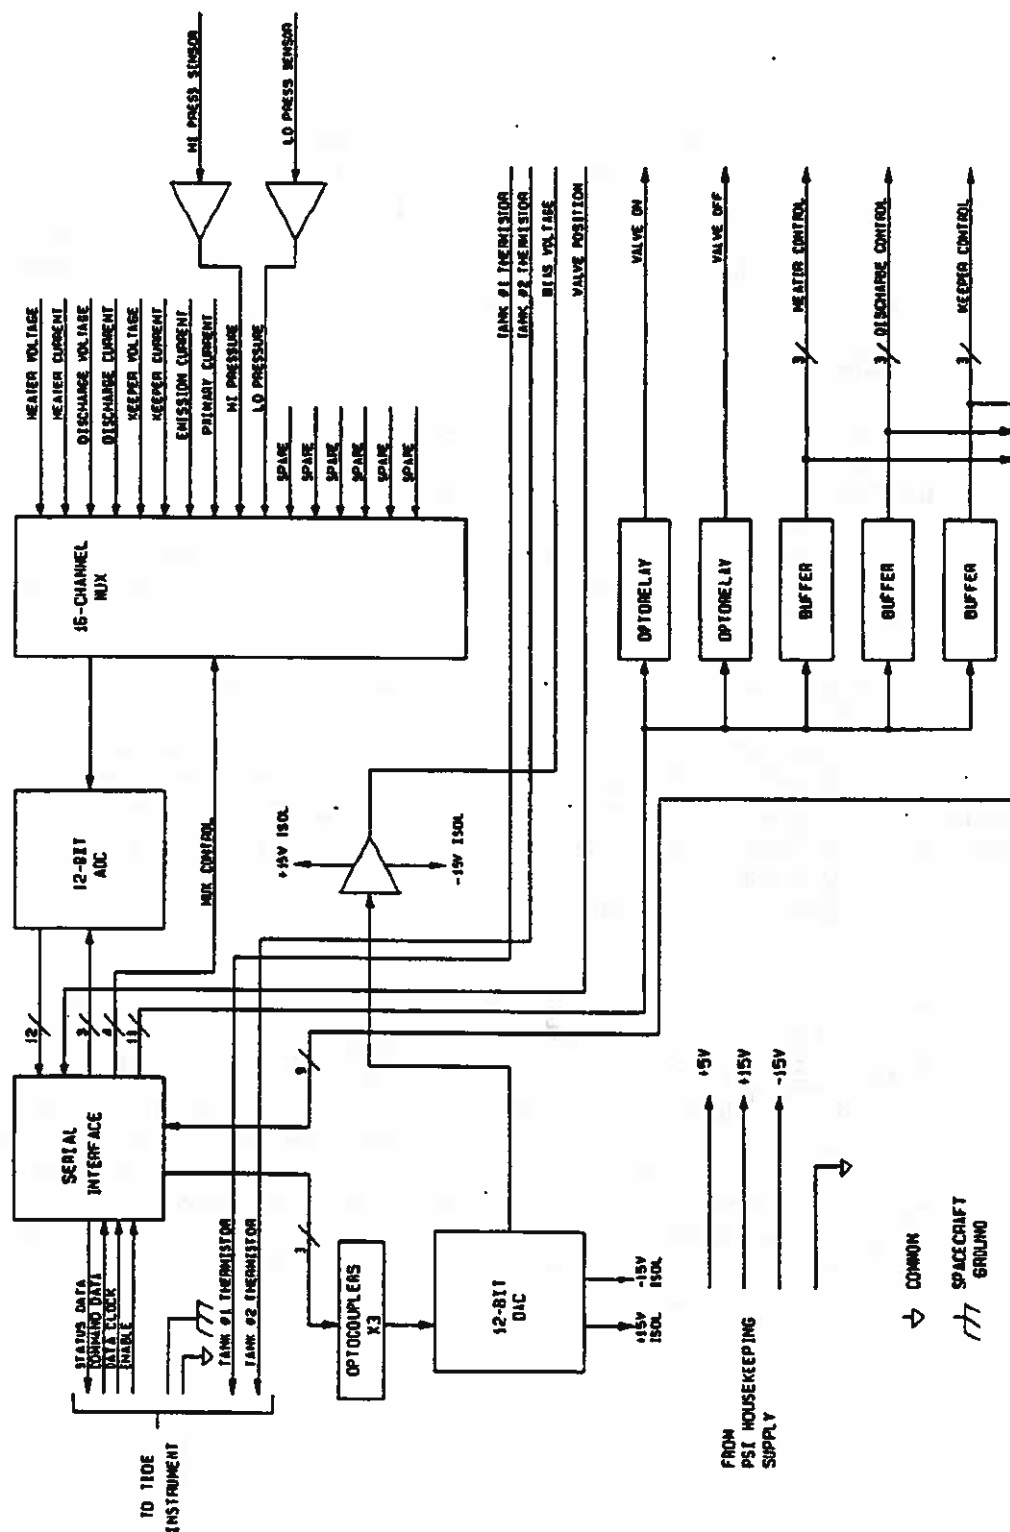 TO TIDE
INSTRUMENT
STATUS DATA
COMMAND DATA
DATA CLOCK
ENABLE
TANK #1 THERMISTOR
TANK #2 THERMISTOR
SERIAL
INTERFACE
12
3
4
11
9
3
12-BIT
ADC
MUX CONTROL
16-CHANNEL
MUX
HEATER VOLTAGE
HEATER CURRENT
DISCHARGE VOLTAGE
DISCHARGE CURRENT
KEEPER VOLTAGE
KEEPER CURRENT
EMISSION CURRENT
PRIMARY CURRENT
HI PRESSURE
LO PRESSURE
SPARE
SPARE
SPARE
SPARE
SPARE
SPARE
HI PRESS SENSOR
LO PRESS SENSOR
OPTOCOUPLERS
X3
12-BIT
DAC
+15V
ISOL
-15V
ISOL
+15V ISOL
-15V ISOL
TANK #1 THERMISTOR
TANK #2 THERMISTOR
BIAS VOLTAGE
VALVE POSITION
OPTORELAY
VALVE ON
OPTORELAY
VALVE OFF
BUFFER
3
HEATER CONTROL
BUFFER
3
DISCHARGE CONTROL
BUFFER
3
KEEPER CONTROL
FROM
PSI HOUSEKEEPING
SUPPLY
+5V
+15V
-15V
COMMON
SPACECRAFT
GROUND